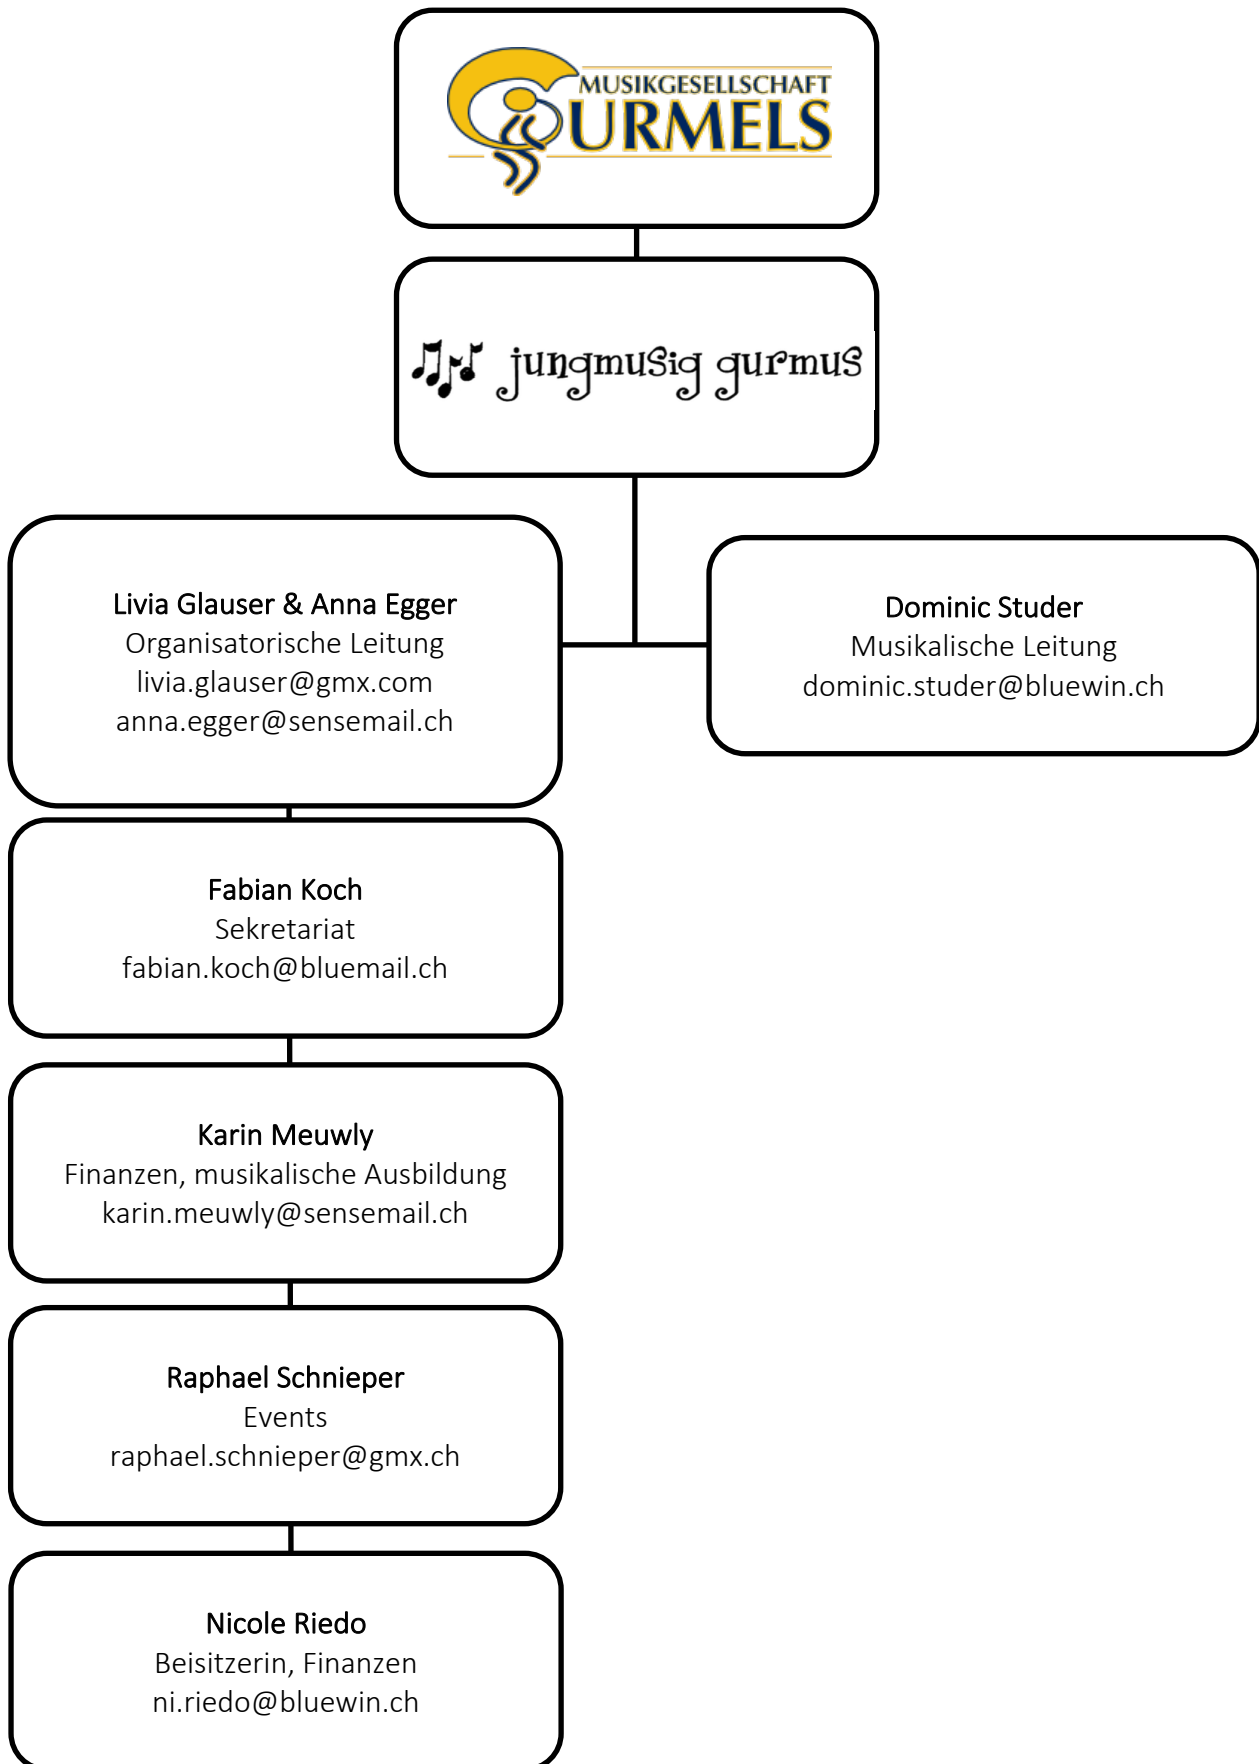 MUSIKGESELLSCHAFT
GURMELS
jungmusig gurmus
Livia Glauser & Anna Egger
Organisatorische Leitung
livia.glauser@gmx.com
anna.egger@sensemail.ch
Dominic Studer
Musikalische Leitung
dominic.studer@bluewin.ch
Fabian Koch
Sekretariat
fabian.koch@bluemail.ch
Karin Meuwly
Finanzen, musikalische Ausbildung
karin.meuwly@sensemail.ch
Raphael Schnieper
Events
raphael.schnieper@gmx.ch
Nicole Riedo
Beisitzerin, Finanzen
ni.riedo@bluewin.ch